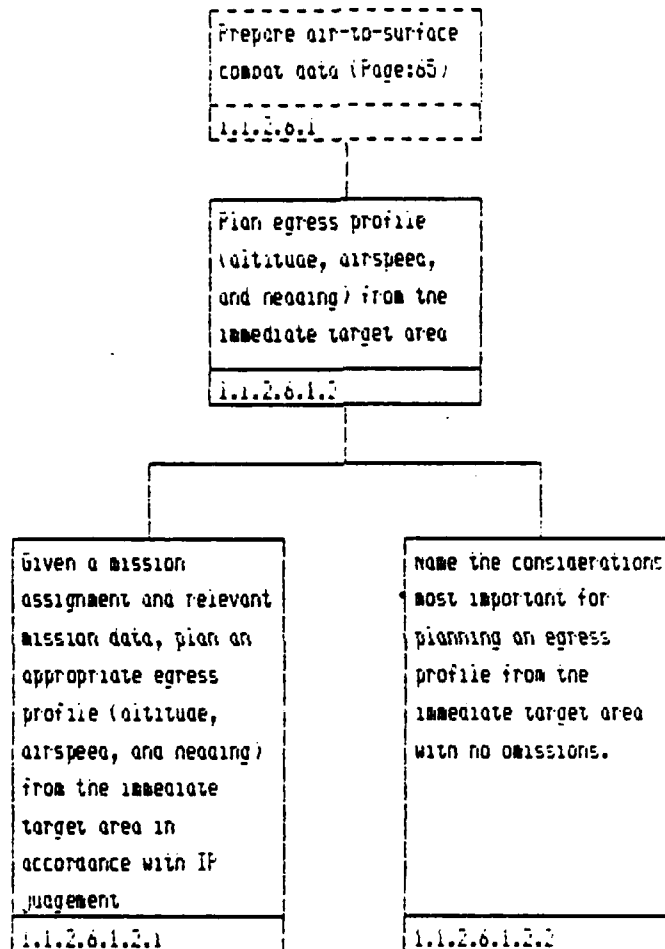 Prepare air-to-surface
combat data (Page:65)
1.1.2.6.1
Plan egress profile
(altitude, airspeed,
and heading) from the
immediate target area
1.1.2.6.1.2
Given a mission
assignment and relevant
mission data, plan an
appropriate egress
profile (altitude,
airspeed, and heading)
from the immediate
target area in
accordance with IP
judgement
1.1.2.6.1.2.1
Name the considerations
most important for
planning an egress
profile from the
immediate target area
with no omissions.
1.1.2.6.1.2.2